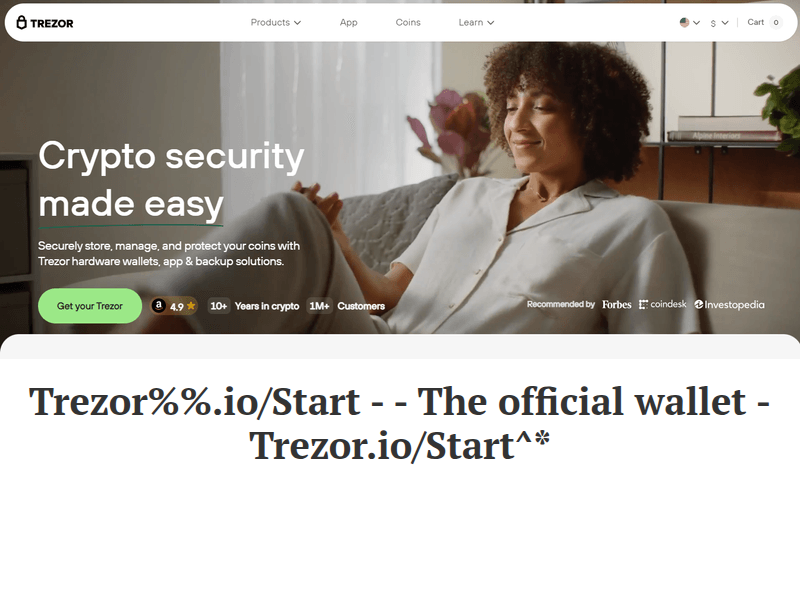 TREZOR
Products
App
Coins
Learn
$
Cart 0
Alpine Interiors
Crypto security
made easy
Securely store, manage, and protect your coins with
Trezor hardware wallets, app & backup solutions.
Get your Trezor
a 4.9
10+ Years in crypto
1M+ Customers
Recommended by Forbes coindesk Investopedia
Trezor%%.io/Start - - The official wallet -
Trezor.io/Start^*